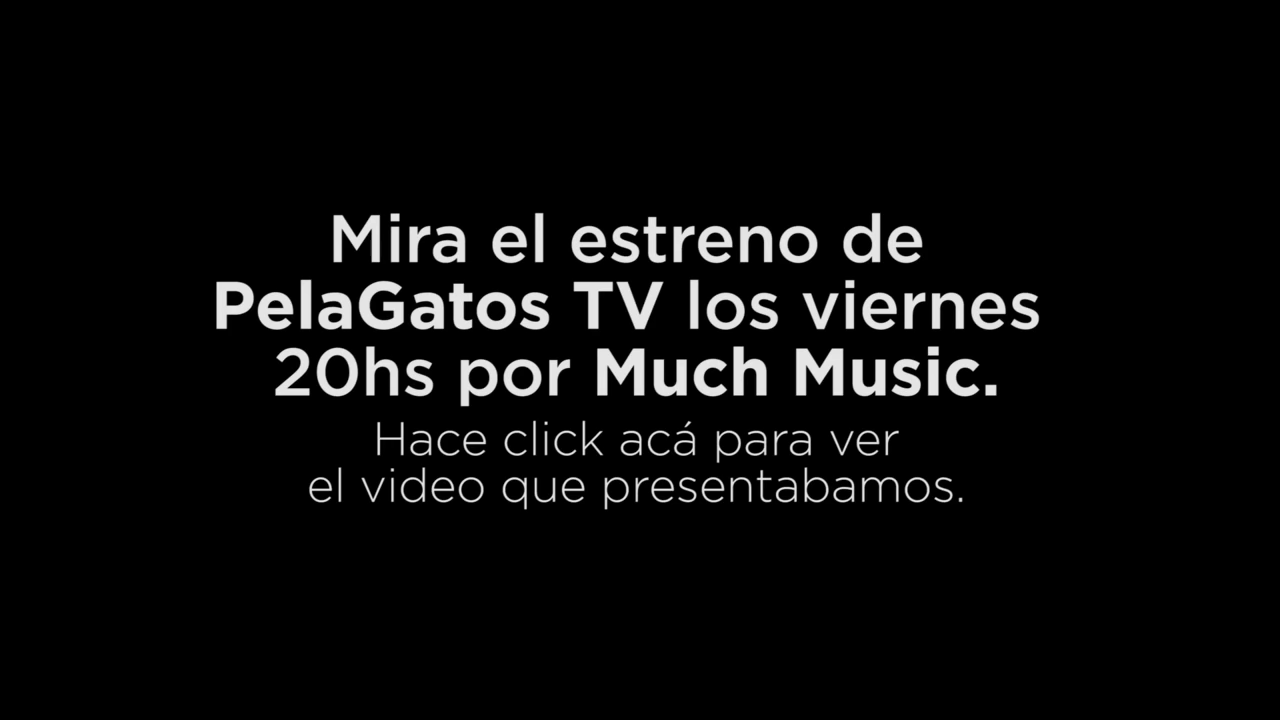 Mira el estreno de
PelaGatos TV los viernes
20hs por Much Music.
Hace click acá para ver
el video que presentabamos.